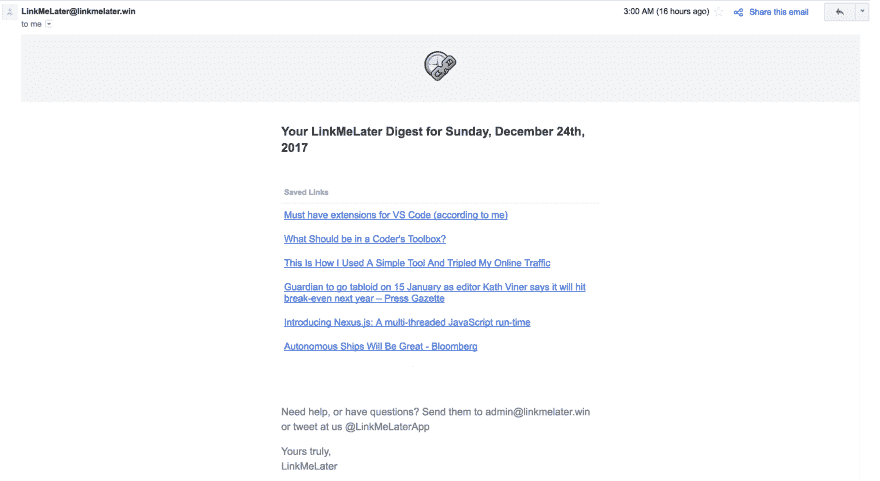 LinkMeLater@linkmelater.win
3:00 AM (16 hours ago)
Share this email
to me
Your LinkMeLater Digest for Sunday, December 24th,
2017
Saved Links
Must have extensions for VS Code (according to me)
What Should be in a Coder's Toolbox?
This Is How I Used A Simple Tool And Tripled My Online Traffic
Guardian to go tabloid on 15 January as editor Kath Viner says it will hit
break-even next year – Press Gazette
Introducing Nexus.js: A multi-threaded JavaScript run-time
Autonomous Ships Will Be Great - Bloomberg
Need help, or have questions? Send them to admin@linkmelater.win
or tweet at us @LinkMeLaterApp
Yours truly,
LinkMeLater